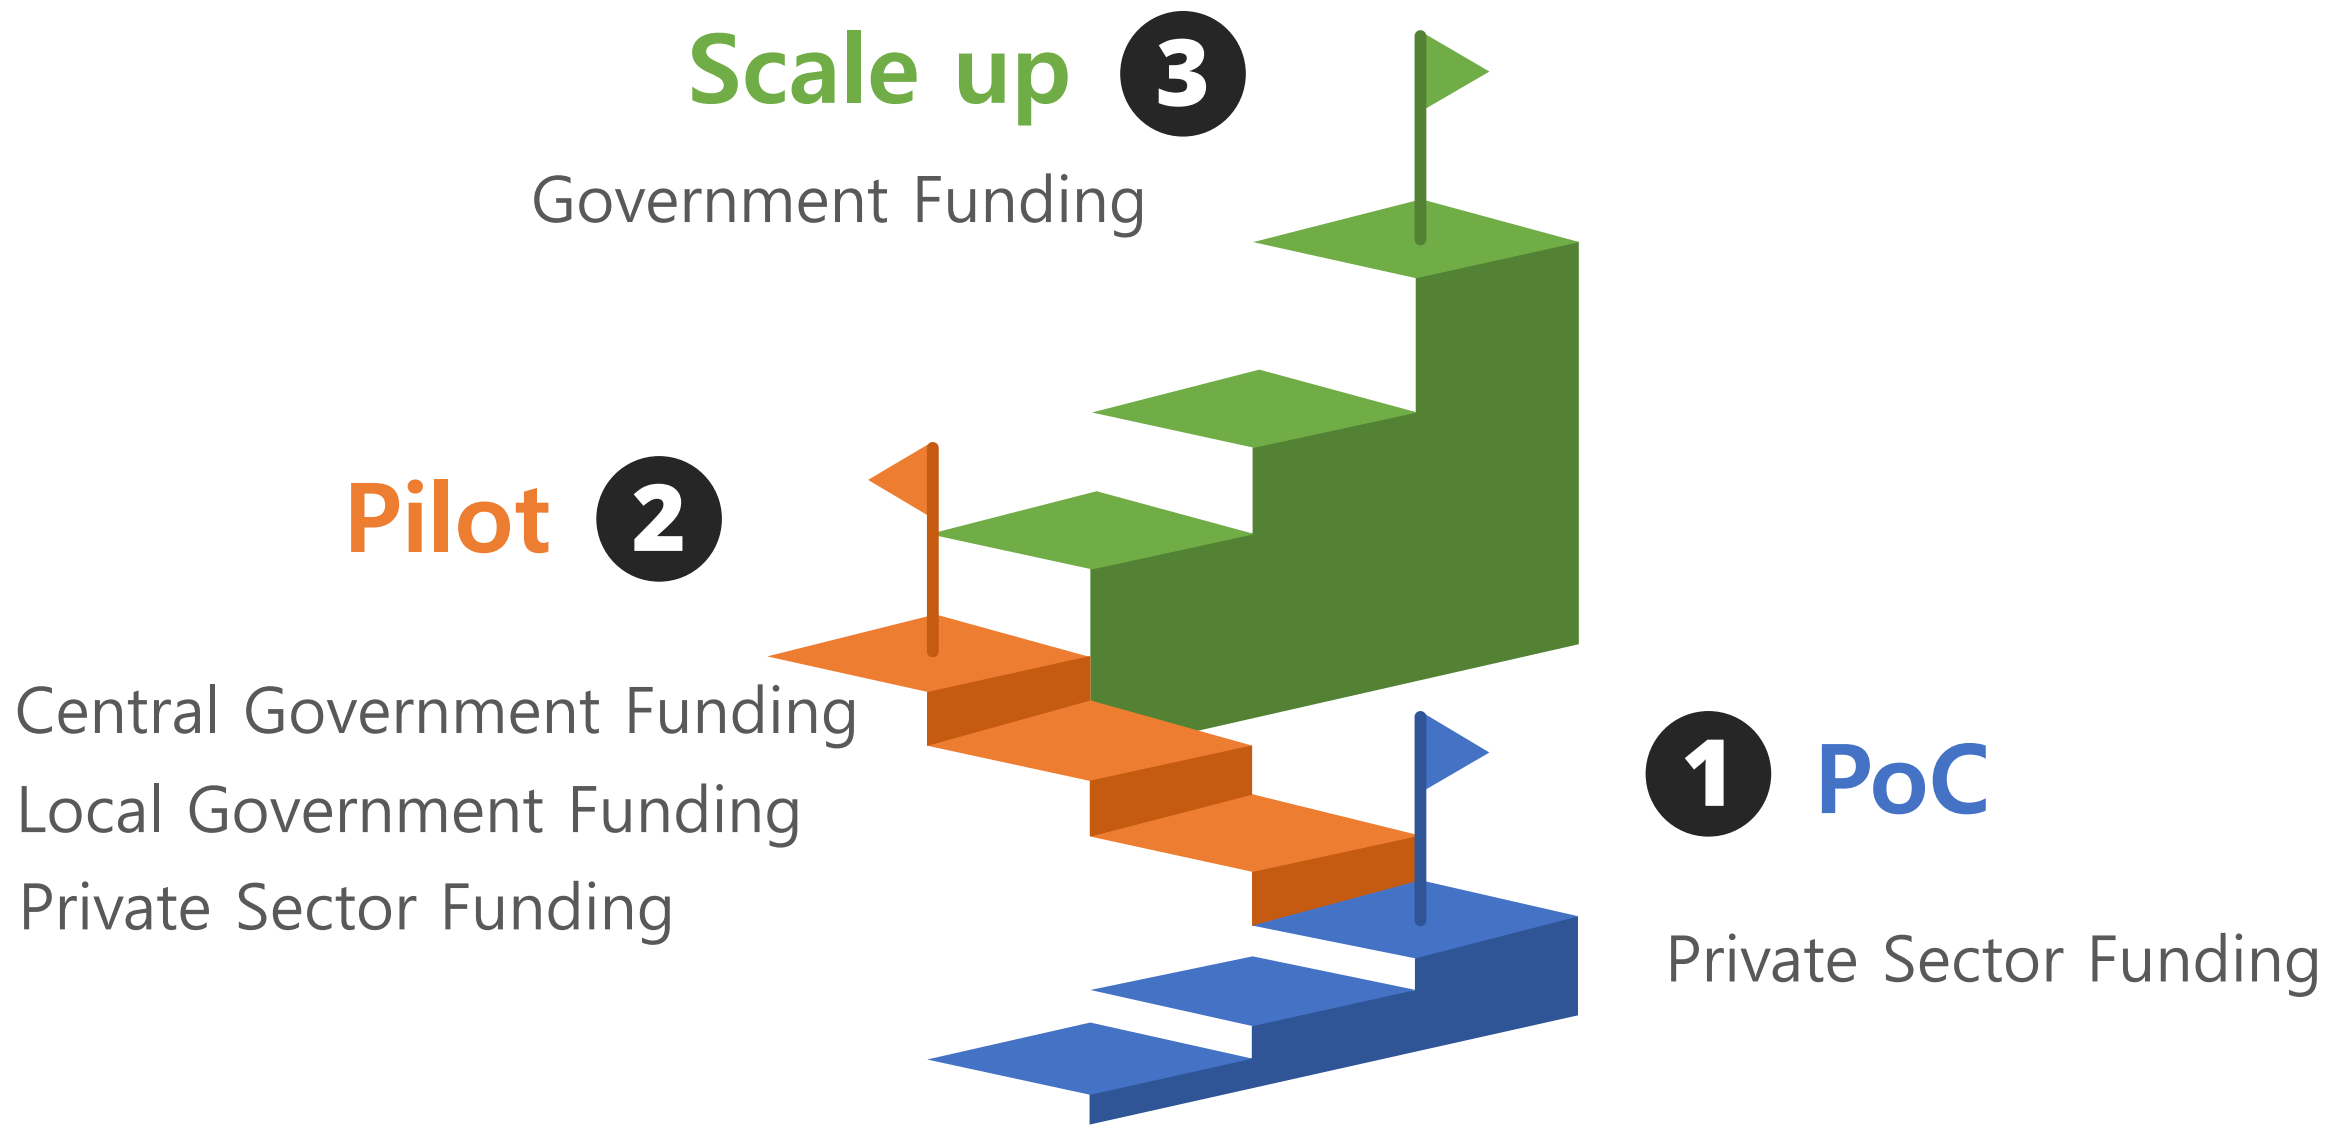 Scale up 3
Government Funding
Pilot 2
Central Government Funding
Local Government Funding
Private Sector Funding
1 PoC
Private Sector Funding